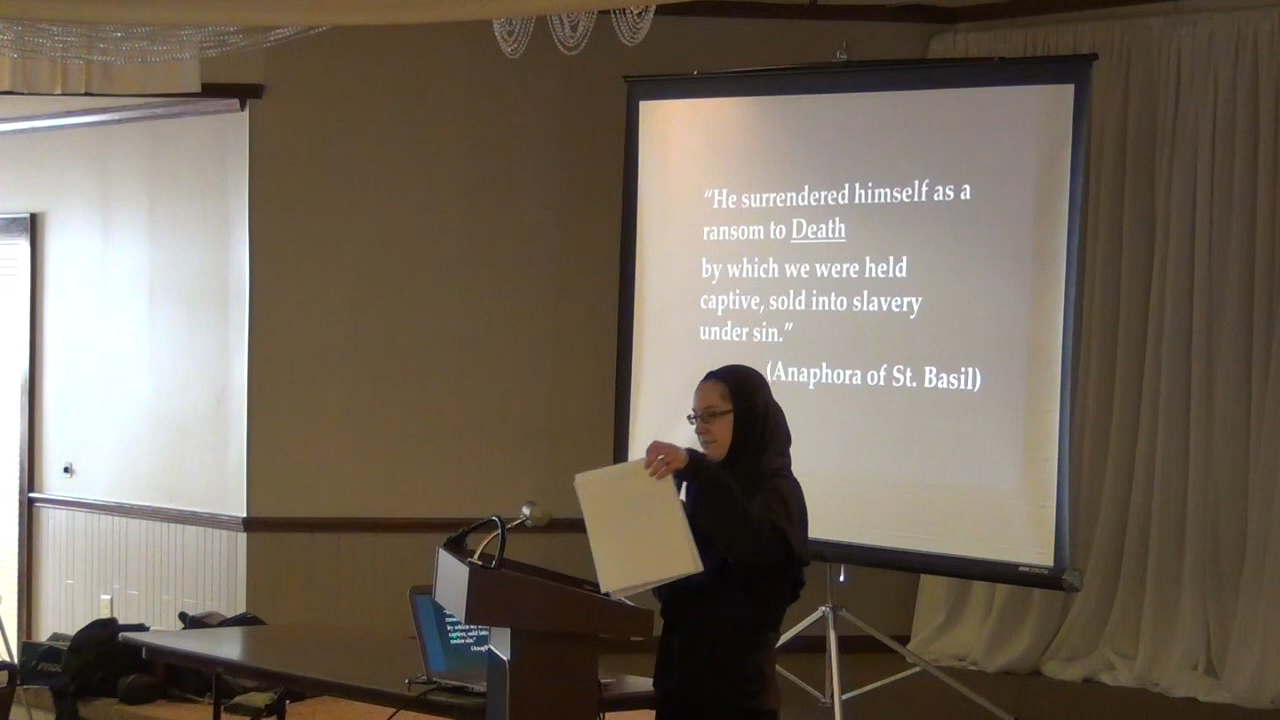 “He surrendered himself as a
ransom to Death
by which we were held
captive, sold into slavery
under sin.”
(Anaphora of St. Basil)